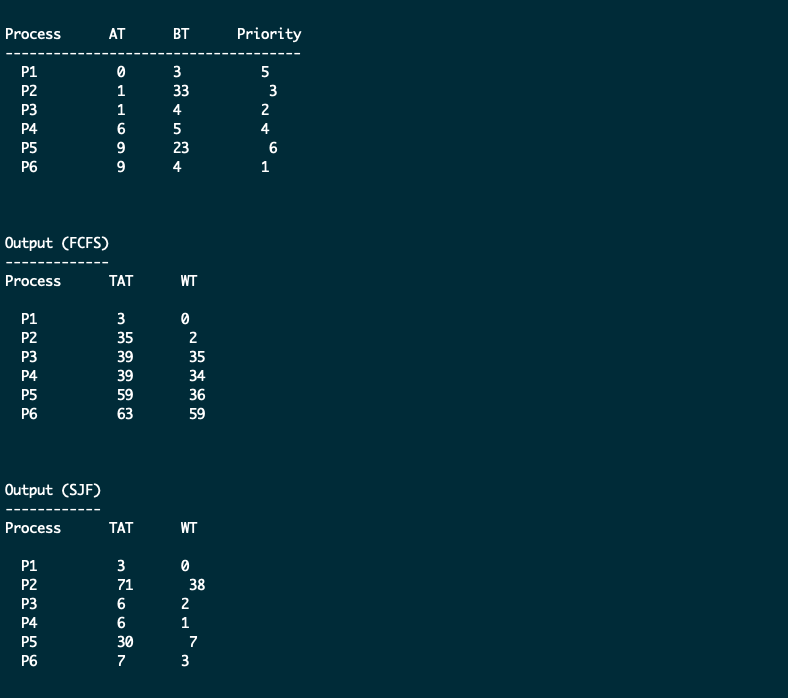 Process      AT      BT      Priority
-------------------------------------
  P1          0      3          5
  P2          1      33          3
  P3          1      4          2
  P4          6      5          4
  P5          9      23          6
  P6          9      4          1
Output (FCFS)
-------------
Process      TAT      WT
  P1          3       0
  P2          35       2
  P3          39       35
  P4          39       34
  P5          59       36
  P6          63       59
Output (SJF)
------------
Process      TAT      WT
  P1          3       0
  P2          71       38
  P3          6       2
  P4          6       1
  P5          30       7
  P6          7       3